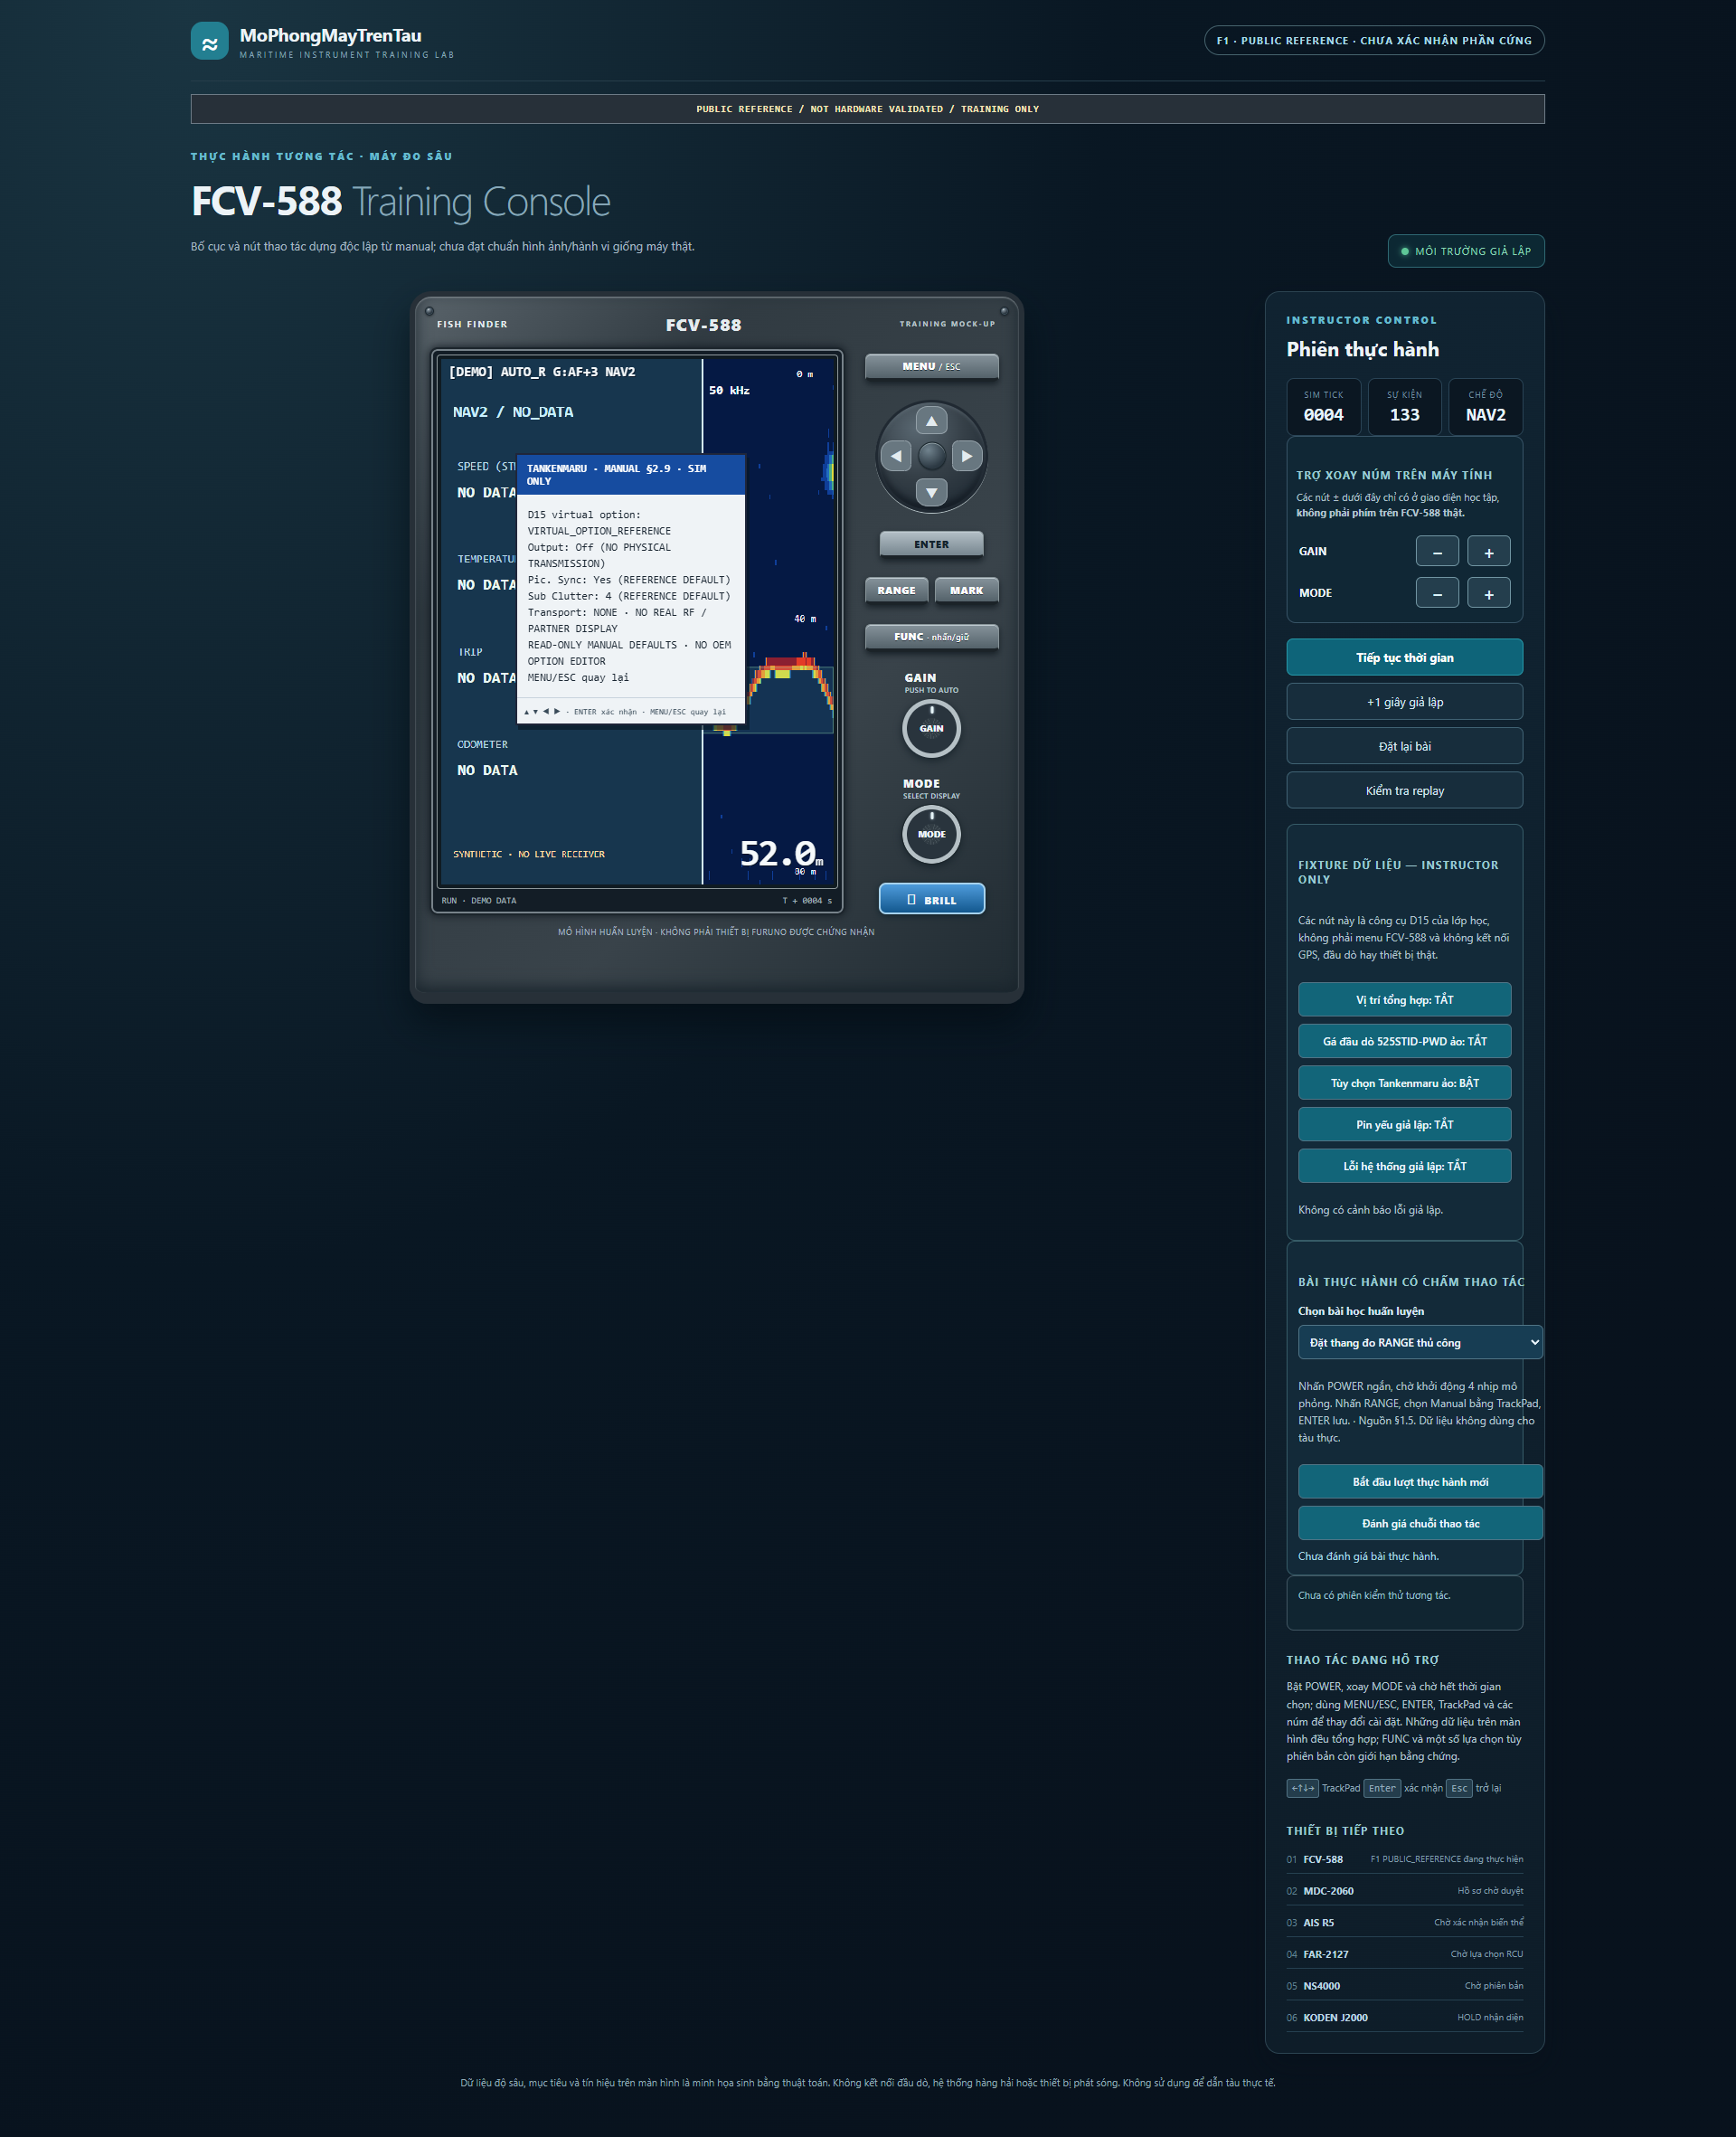 MoPhongMayTrenTau
MARITIME INSTRUMENT TRAINING LAB
F1 · PUBLIC REFERENCE · CHƯA XÁC NHẬN PHẦN CỨNG
PUBLIC REFERENCE / NOT HARDWARE VALIDATED / TRAINING ONLY
THỰC HÀNH TƯƠNG TÁC · MÁY ĐO SÂU
FCV-588 Training Console
Bố cục và nút thao tác dựng độc lập từ manual; chưa đạt chuẩn hình ảnh/hành vi giống máy thật.
MÔI TRƯỜNG GIẢ LẬP
FISH FINDER
FCV-588
TRAINING MOCK-UP
[DEMO] AUTO_R G:AF+3 NAV2
0 m
50 kHz
NAV2 / NO_DATA
SPEED (ST
NO DATA
TEMPERATU
NO DATA
TRIP
NO DATA
ODOMETER
NO DATA
SYNTHETIC · NO LIVE RECEIVER
40 m
52.0m
80 m
TANKENMARU · MANUAL §2.9 · SIM
ONLY
D15 virtual option:
VIRTUAL_OPTION_REFERENCE
Output: Off (NO PHYSICAL
TRANSMISSION)
Pic. Sync: Yes (REFERENCE DEFAULT)
Sub Clutter: 4 (REFERENCE DEFAULT)
Transport: NONE · NO REAL RF /
PARTNER DISPLAY
READ-ONLY MANUAL DEFAULTS · NO OEM
OPTION EDITOR
MENU/ESC quay lại
▲ ▼ ◀ ▶ · ENTER xác nhận · MENU/ESC quay lại
RUN · DEMO DATA
T + 0004 s
MENU / ESC
▲
◀
▶
▼
ENTER
RANGE
MARK
FUNC · nhấn/giữ
GAIN
PUSH TO AUTO
GAIN
MODE
SELECT DISPLAY
MODE
BRILL
MÔ HÌNH HUẤN LUYỆN · KHÔNG PHẢI THIẾT BỊ FURUNO ĐƯỢC CHỨNG NHẬN
INSTRUCTOR CONTROL
Phiên thực hành
SIM TICK
0004
SỰ KIỆN
133
CHẾ ĐỘ
NAV2
TRỢ XOAY NÚM TRÊN MÁY TÍNH
Các nút ± dưới đây chỉ có ở giao diện học tập,
không phải phím trên FCV-588 thật.
GAIN
−
+
MODE
−
+
Tiếp tục thời gian
+1 giây giả lập
Đặt lại bài
Kiểm tra replay
FIXTURE DỮ LIỆU — INSTRUCTOR
ONLY
Các nút này là công cụ D15 của lớp học,
không phải menu FCV-588 và không kết nối
GPS, đầu dò hay thiết bị thật.
Vị trí tổng hợp: TẮT
Gá đầu dò 525STID-PWD ảo: TẮT
Tùy chọn Tankenmaru ảo: BẬT
Pin yếu giả lập: TẮT
Lỗi hệ thống giả lập: TẮT
Không có cảnh báo lỗi giả lập.
BÀI THỰC HÀNH CÓ CHẤM THAO TÁC
Chọn bài học huấn luyện
Đặt thang đo RANGE thủ công
Nhấn POWER ngắn, chờ khởi động 4 nhịp mô
phỏng. Nhấn RANGE, chọn Manual bằng TrackPad,
ENTER lưu. · Nguồn §1.5. Dữ liệu không dùng cho
tàu thực.
Bắt đầu lượt thực hành mới
Đánh giá chuỗi thao tác
Chưa đánh giá bài thực hành.
Chưa có phiên kiểm thử tương tác.
THAO TÁC ĐANG HỖ TRỢ
Bật POWER, xoay MODE và chờ hết thời gian
chọn; dùng MENU/ESC, ENTER, TrackPad và các
núm để thay đổi cài đặt. Những dữ liệu trên màn
hình đều tổng hợp; FUNC và một số lựa chọn tùy
phiên bản còn giới hạn bằng chứng.
←↑↓→ TrackPad Enter xác nhận Esc trở lại
THIẾT BỊ TIẾP THEO
01 FCV-588 F1 PUBLIC_REFERENCE đang thực hiện
02 MDC-2060 Hồ sơ chờ duyệt
03 AIS R5 Chờ xác nhận biến thể
04 FAR-2127 Chờ lựa chọn RCU
05 NS4000 Chờ phiên bản
06 KODEN J2000 HOLD nhận diện
Dữ liệu độ sâu, mục tiêu và tín hiệu trên màn hình là minh họa sinh bằng thuật toán. Không kết nối đầu dò, hệ thống hàng hải hoặc thiết bị phát sóng. Không sử dụng để dẫn tàu thực tế.